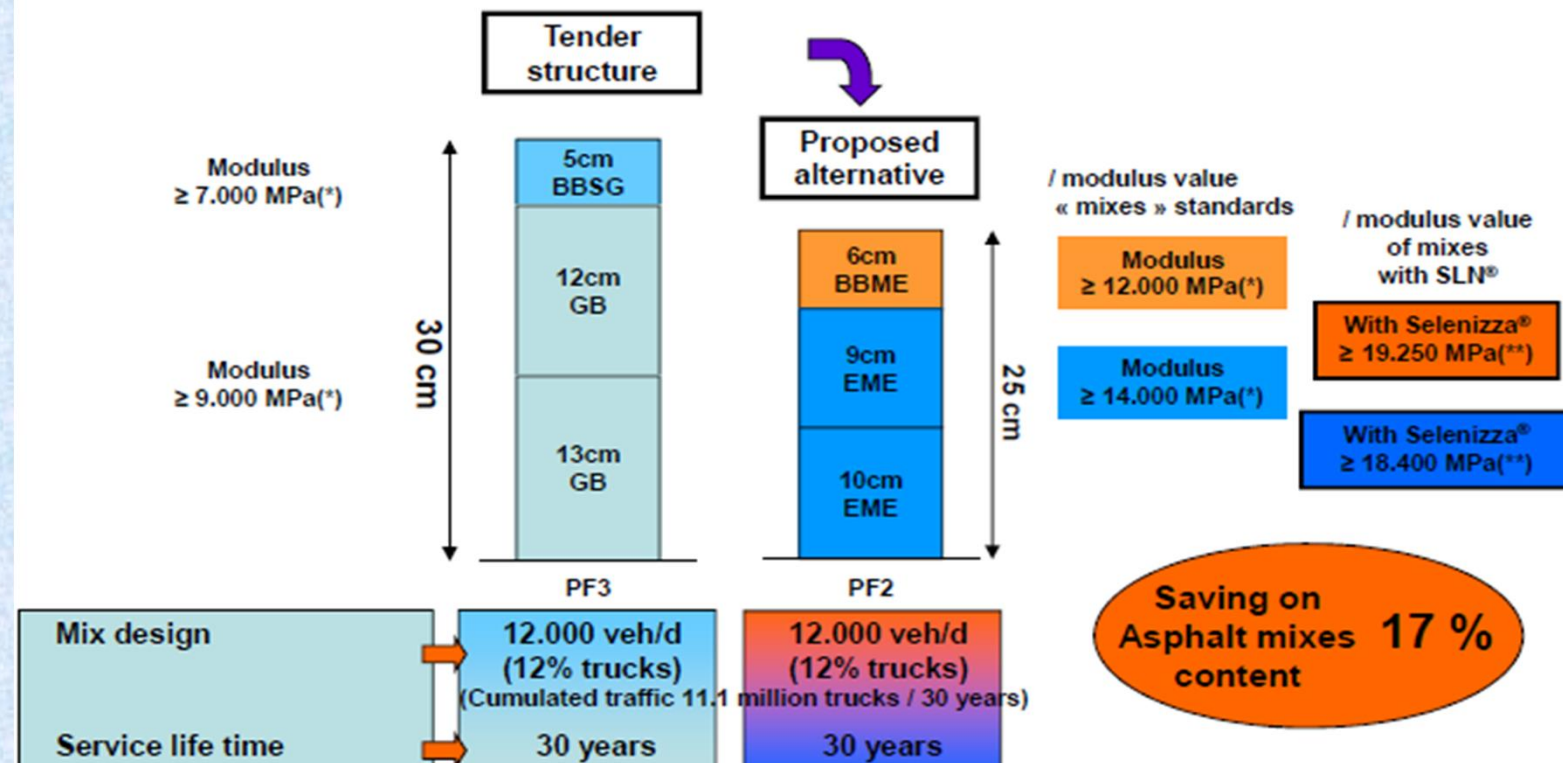 Tender
structure
Proposed
alternative
Modulus
≥ 7.000 MPa(*)
Modulus
≥ 9.000 MPa(*)
30 cm
5cm
BBSG
12cm
GB
13cm
GB
PF3
6cm
BBME
9cm
EME
10cm
EME
PF2
25 cm
/ modulus value
« mixes » standards
Modulus
≥ 12.000 MPa(*)
Modulus
≥ 14.000 MPa(*)
/ modulus value
of mixes
with SLN®
With Selenizza®
≥ 19.250 MPa(**)
With Selenizza®
≥ 18.400 MPa(**)
Saving on
Asphalt mixes
content
17 %
Mix design
12.000 veh/d
(12% trucks)
12.000 veh/d
(12% trucks)
(Cumulated traffic 11.1 million trucks / 30 years)
Service life time
30 years
30 years